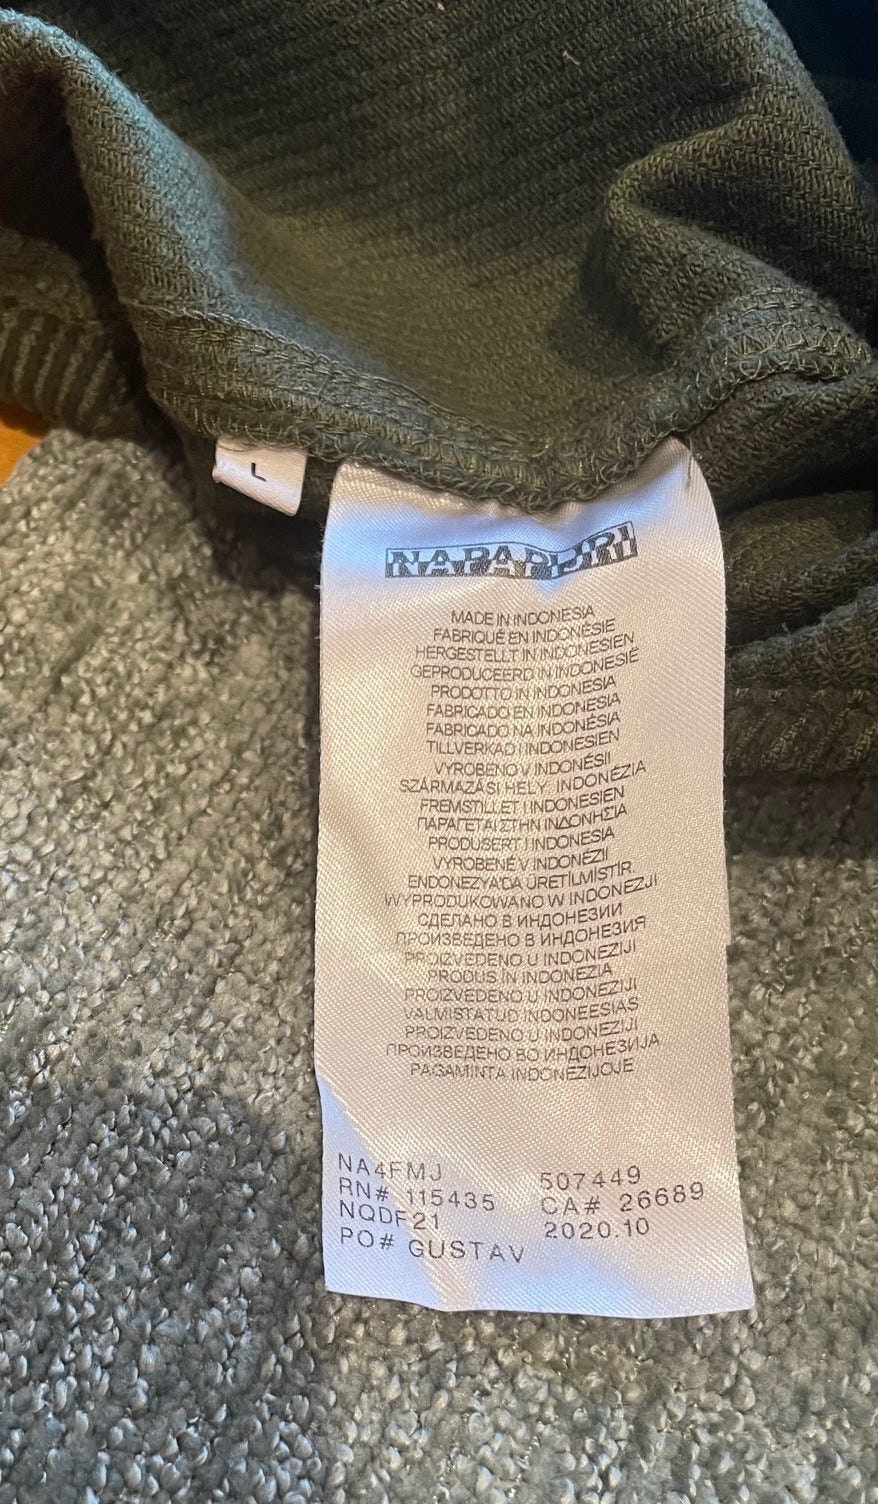 L
NAPAPIJRI
MADE IN INDONESIA
FABRIQUÉ EN INDONÉSIE
HERGESTELLT IN INDONESIEN
GEPRODUCEERD IN INDONESIË
PRODOTTO IN INDONESIA
FABRICADO EN INDONESIA
FABRICADO NA INDONÉSIA
TILLVERKAD I INDONESIEN
VYROBENO V INDONÉSII
SZÁRMAZÁSI HELY: INDONÉZIA
FREMSTILLET I INDONESIEN
ΠΑΡΑΓΕΤΑΙ ΣΤΗΝ ΙΝΔΟΝΗΣΙΑ
PRODUSERT I INDONESIA
VYROBENÉ V INDONÉZII
ENDONEZYA'DA ÜRETİLMİSTİR
WYPRODUKOWANO W INDONEZJI
СДЕЛАНО В ИНДОНЕЗИИ
ПРОИЗВЕДЕНО В ИНДОНЕЗИЯ
PROIZVEDENO U INDONEZIJI
PRODUS ÎN INDONEZIA
PROIZVEDENO U INDONEZIJI
VALMISTATUD INDONEESIAS
PROIZVEDENO U INDONEZIJI
ПРОИЗВЕДЕНО ВО ИНДОНЕЗИЈА
PAGAMINTA INDONEZIJOJE
NA4FMJ 507449
RN# 115435 CA# 26689
NQDF21 2020.10
PO# GUSTAV